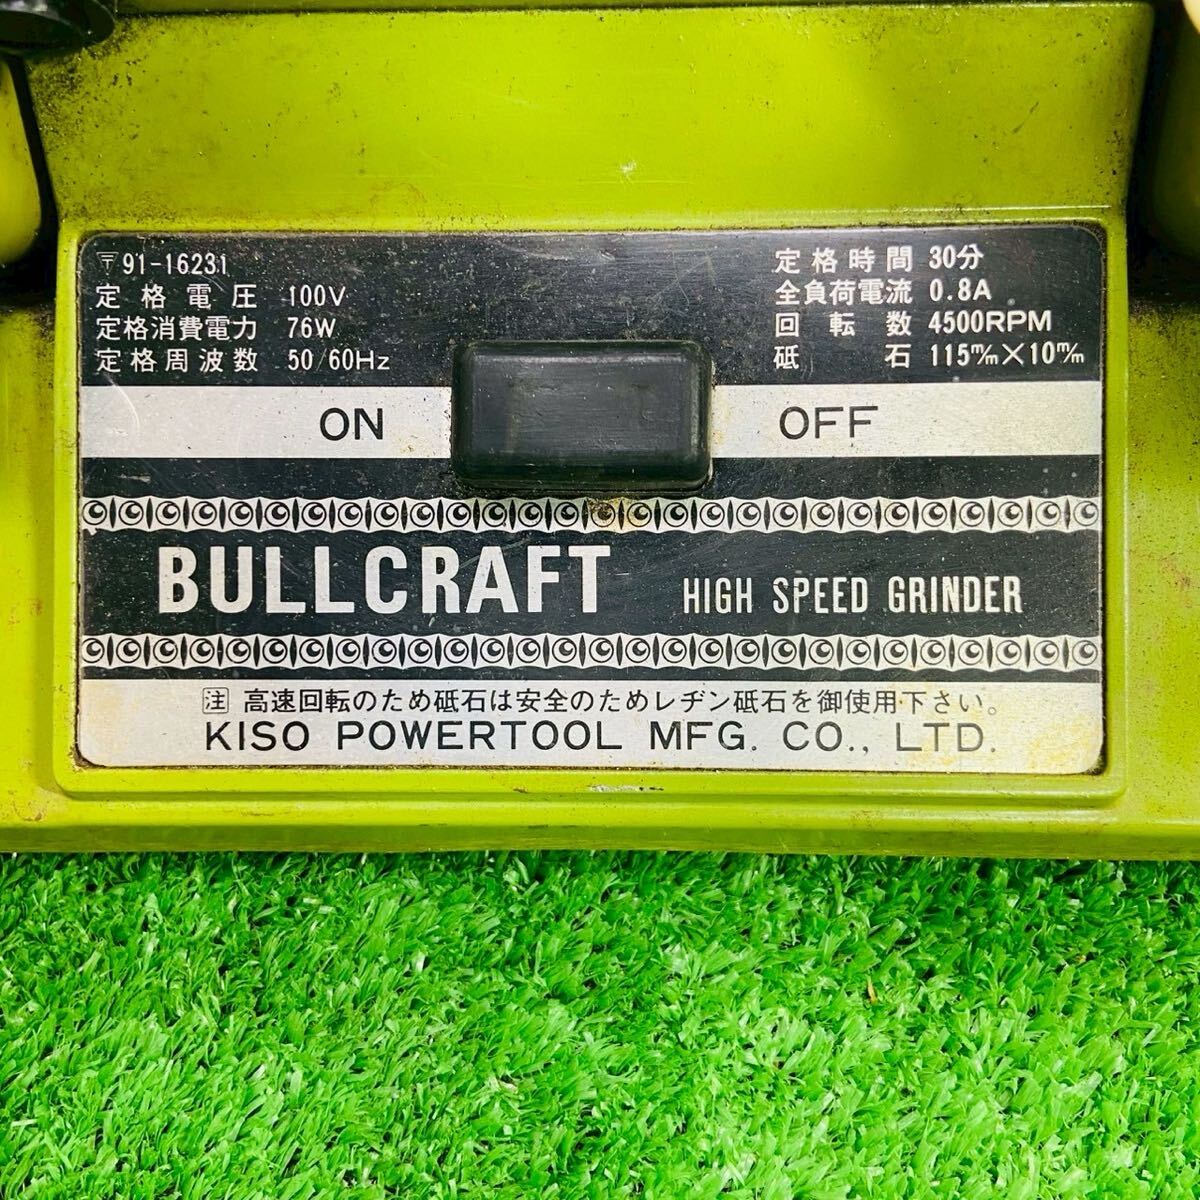 〒91-16231
定格電圧 100V
定格消費電力 76W
定格周波数 50/60Hz
定格時間 30分
全負荷電流 0.8A
回転数 4500RPM
砥石 115m/m×10m/m
ON OFF
BULLCRAFT HIGH SPEED GRINDER
注 高速回転のため砥石は安全のためレヂン砥石を御使用下さい。
KISO POWERTOOL MFG. CO., LTD.